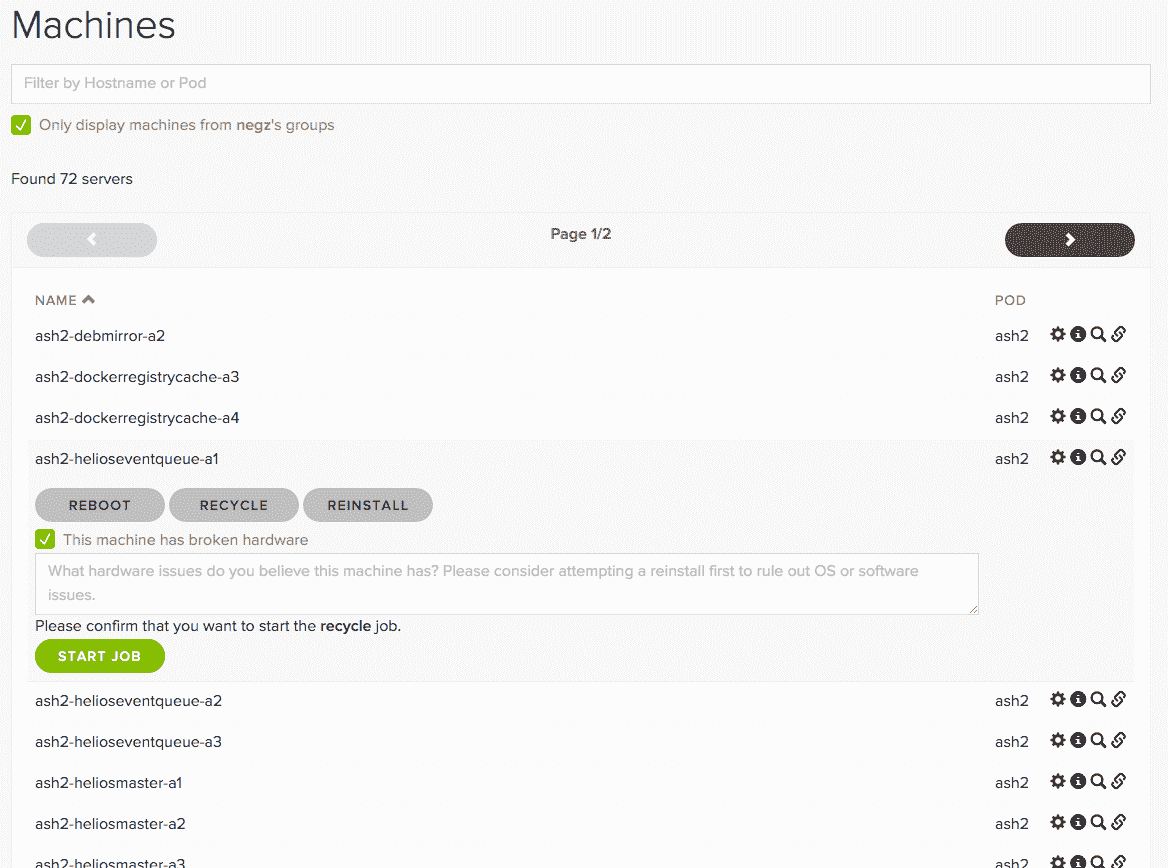 Machines
Filter by Hostname or Pod
Only display machines from negz's groups
Found 72 servers
Page 1/2
NAME POD
ash2-debmirror-a2 ash2
ash2-dockerregistrycache-a3 ash2
ash2-dockerregistrycache-a4 ash2
ash2-helioseventqueue-a1 ash2
REBOOT RECYCLE REINSTALL
This machine has broken hardware
What hardware issues do you believe this machine has? Please consider attempting a reinstall first to rule out OS or software
issues.
Please confirm that you want to start the recycle job.
START JOB
ash2-helioseventqueue-a2 ash2
ash2-helioseventqueue-a3 ash2
ash2-heliosmaster-a1 ash2
ash2-heliosmaster-a2 ash2
ash2-heliosmaster-a3 ash2